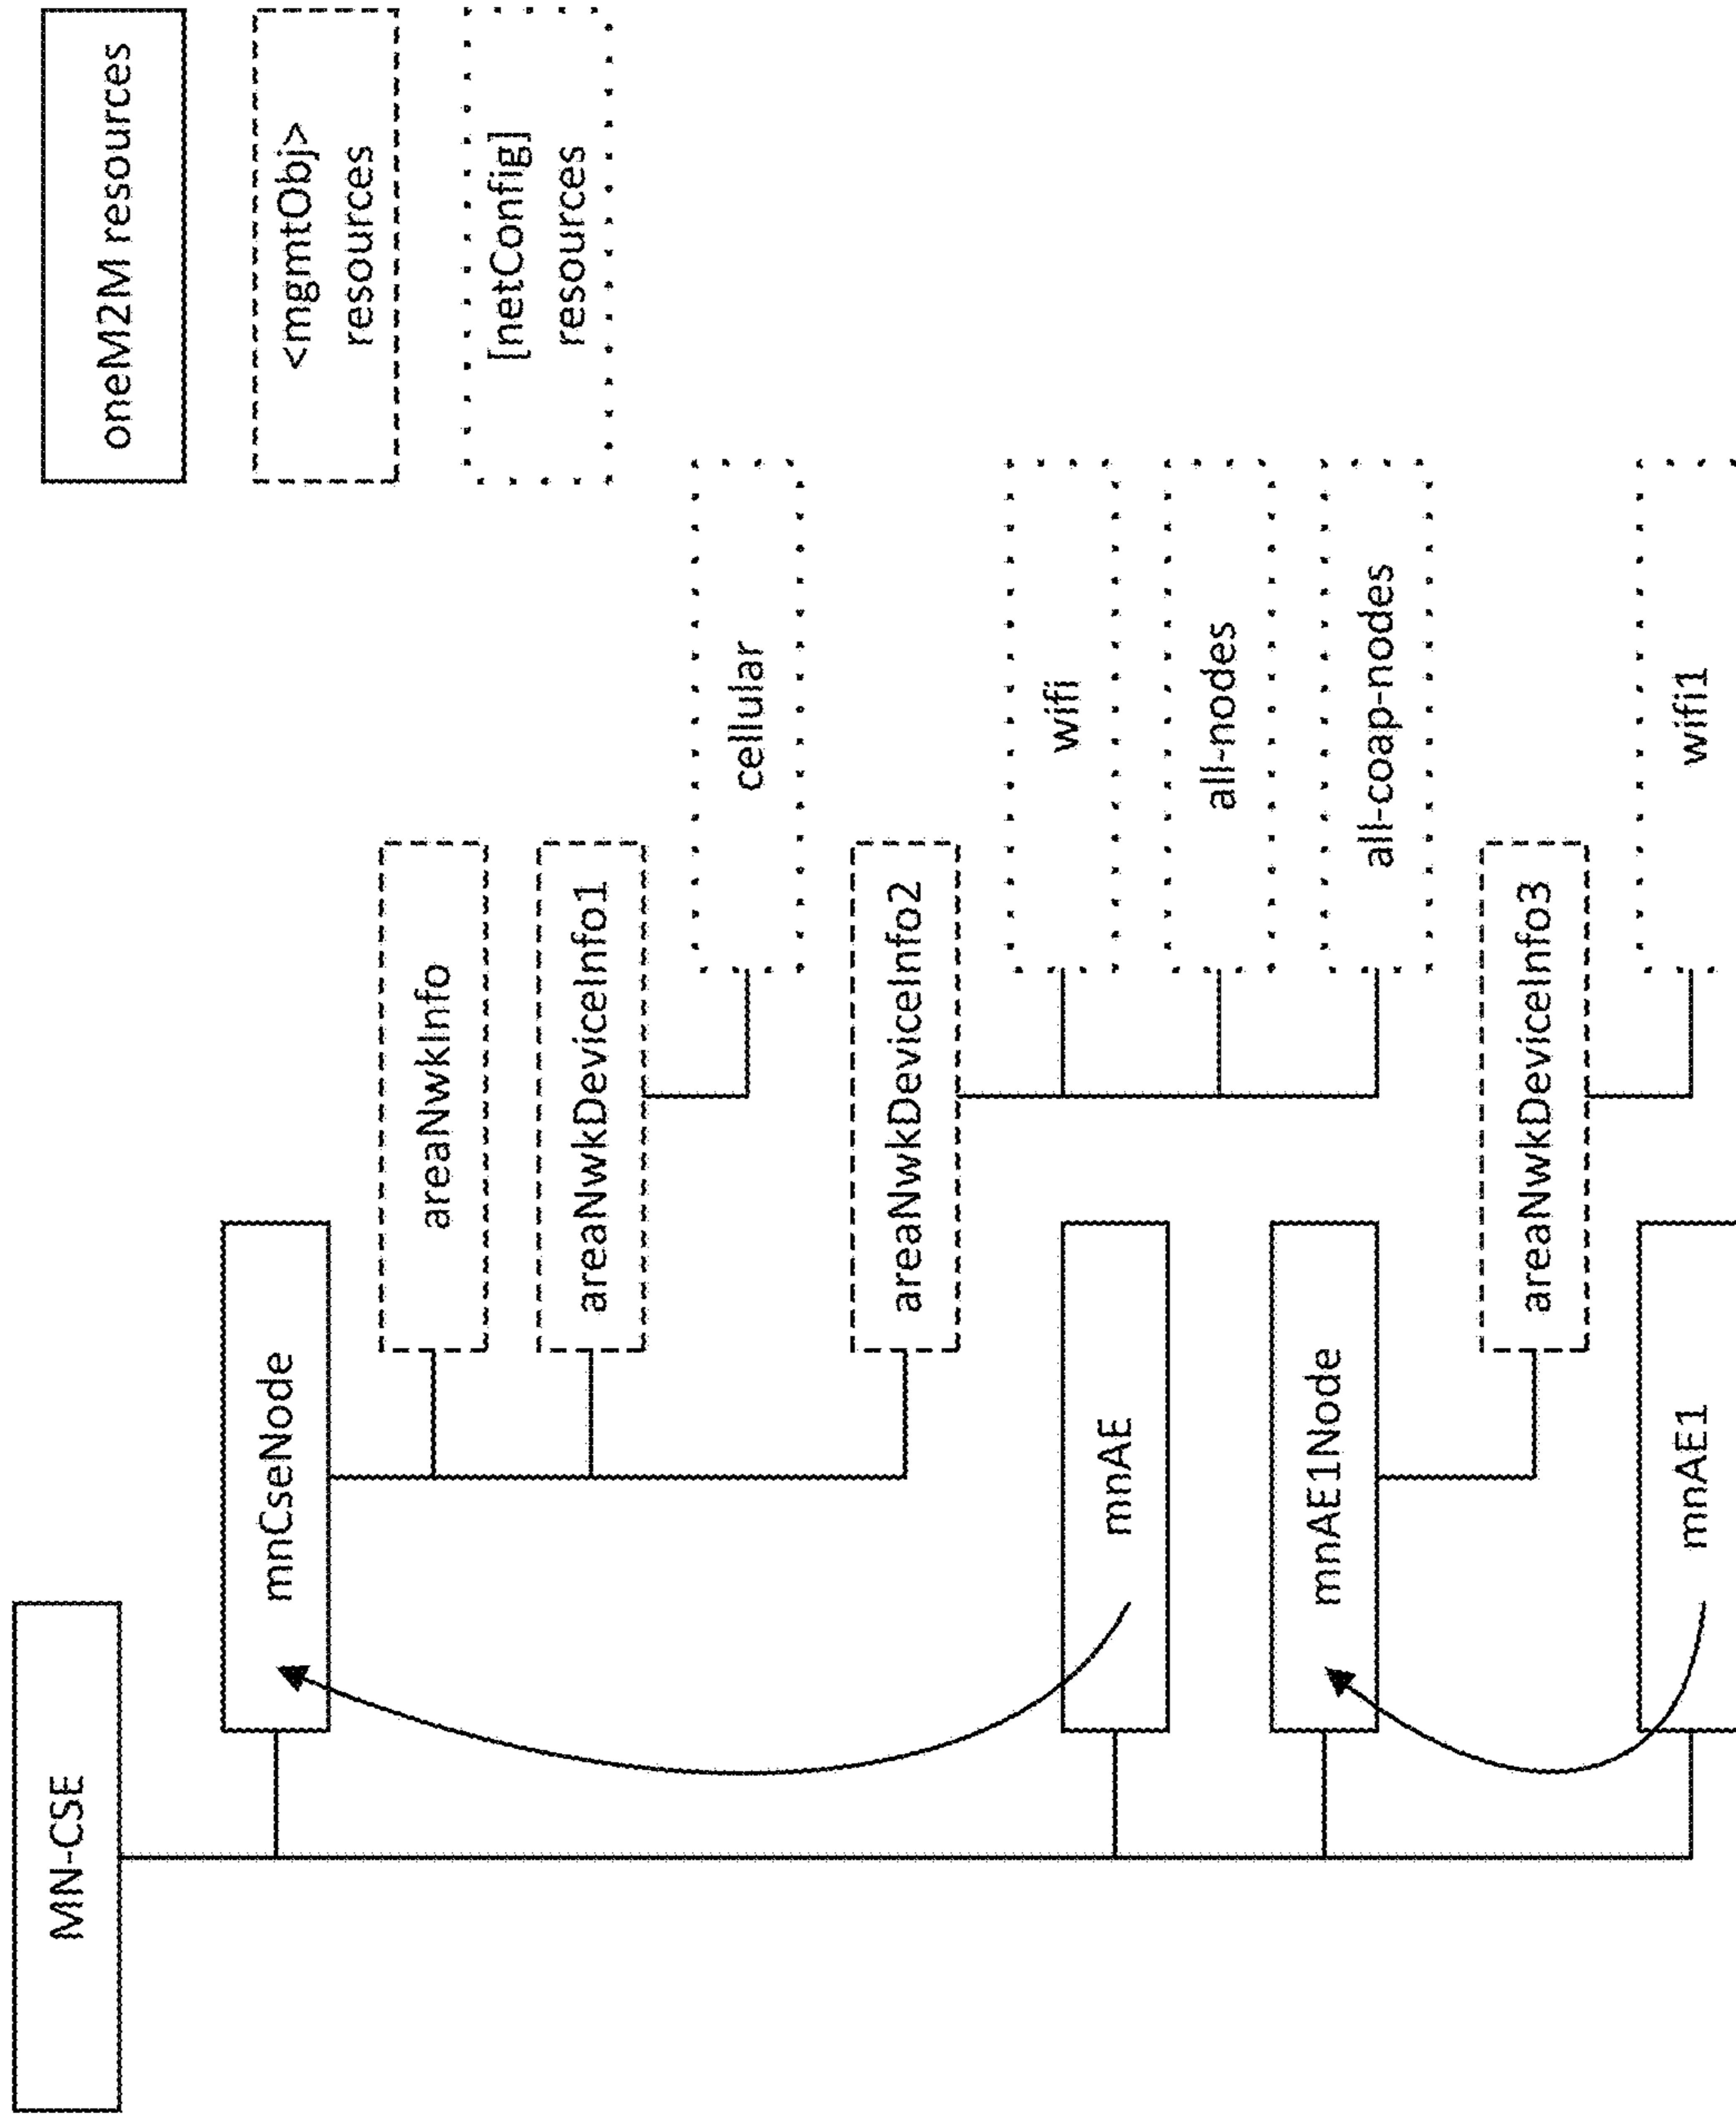 MN-CSE
mnCseNode
areaNwkInfo
areaNwkDeviceInfo1
cellular
areaNwkDeviceInfo2
wifi
all-nodes
all-coap-nodes
mnAE
mnAE1Node
areaNwkDeviceInfo3
wifi1
mnAE1
oneM2M resources
<mgmtObj>
resources
[netConfig]
resources